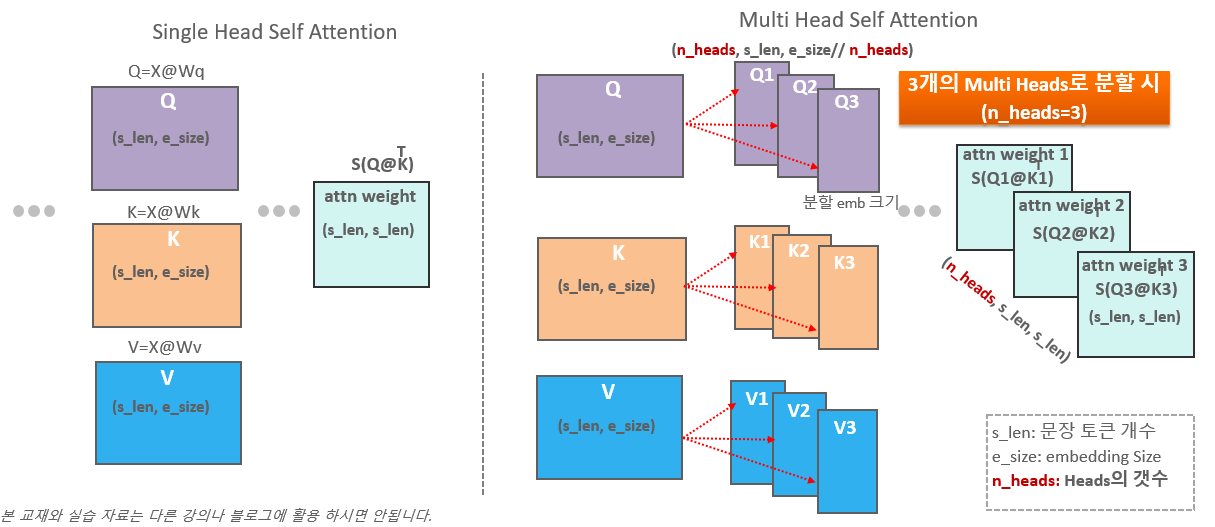 Single Head Self Attention
Q=X@Wq
Q
(s_len, e_size)
K=X@Wk
K
(s_len, e_size)
V=X@Wv
V
(s_len, e_size)
T
S(Q@K)
attn weight
(s_len, s_len)
Multi Head Self Attention
(n_heads, s_len, e_size// n_heads)
Q
(s_len, e_size)
Q1
Q2
Q3
분할 emb 크기
K
(s_len, e_size)
K1
K2
K3
V
(s_len, e_size)
V1
V2
V3
3개의 Multi Heads로 분할 시
(n_heads=3)
attn weight 1
T
S(Q1@K1)
attn weight 2
T
S(Q2@K2)
attn weight 3
T
S(Q3@K3)
(s_len, s_len)
(n_heads, s_len, s_len)
s_len: 문장 토큰 개수
e_size: embedding Size
n_heads: Heads의 갯수
본 교재와 실습 자료는 다른 강의나 블로그에 활용 하시면 안됩니다.